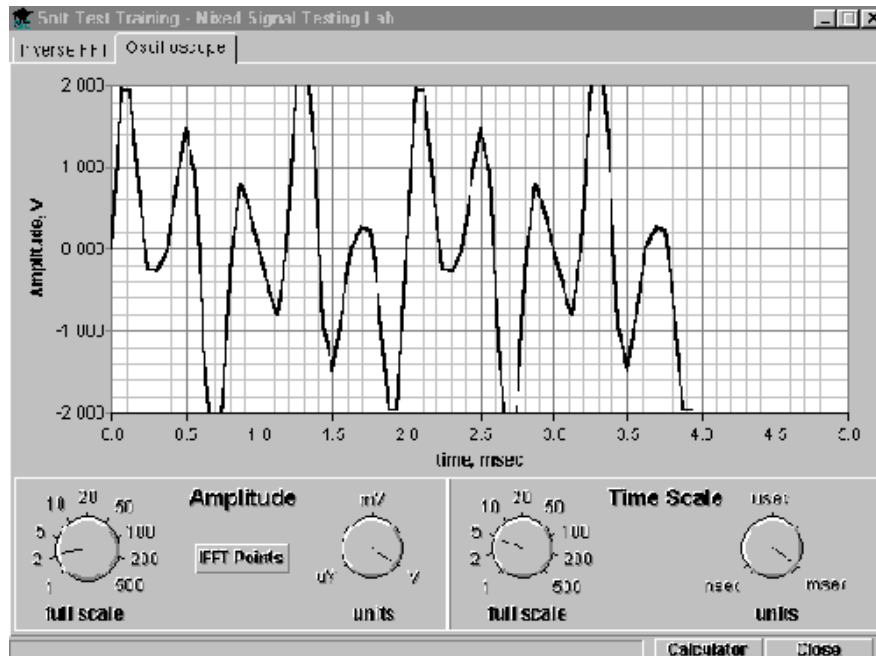 Soft Test Training - Mixed Signal Testing Lab
Inverse FFT Oscilloscope
2 000
1 000
0 000
-1 000
-2 000
Amplitude, V
0.0 0.5 1.0 1.5 2.0 2.5 3.0 3.5 4.0 4.5 5.0
time, msec
Amplitude
1 2 5 10 20 50 100 200 500
full scale
IFFT Points
uV mV V
units
Time Scale
1 2 5 10 20 50 100 200 500
full scale
nsec usec msec
units
Calculator Close